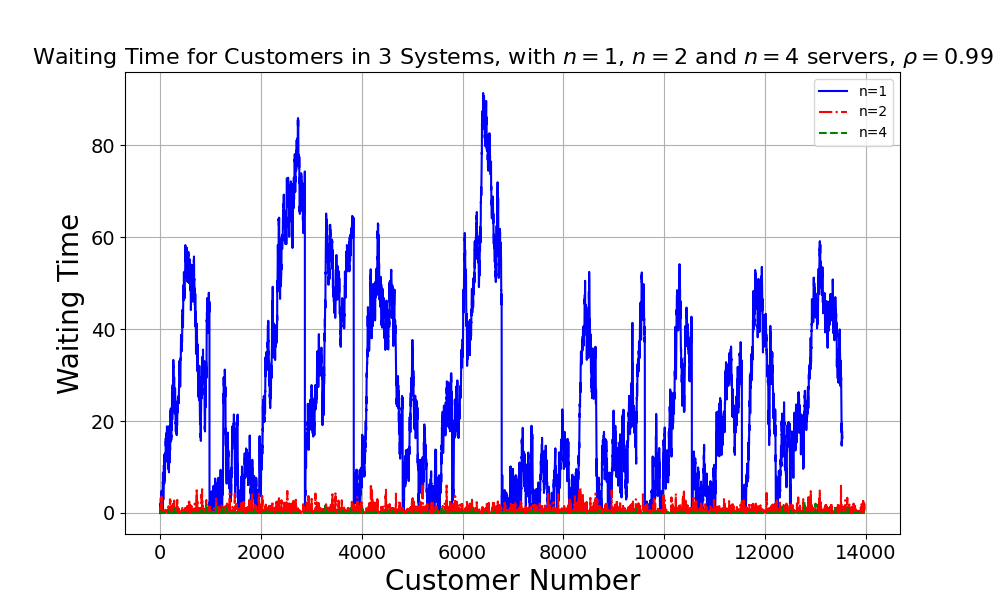 Waiting Time for Customers in 3 Systems, with n = 1, n = 2 and n = 4 servers, ρ = 0.99
n=1
n=2
n=4
Waiting Time
80
60
40
20
0
0 2000 4000 6000 8000 10000 12000 14000
Customer Number